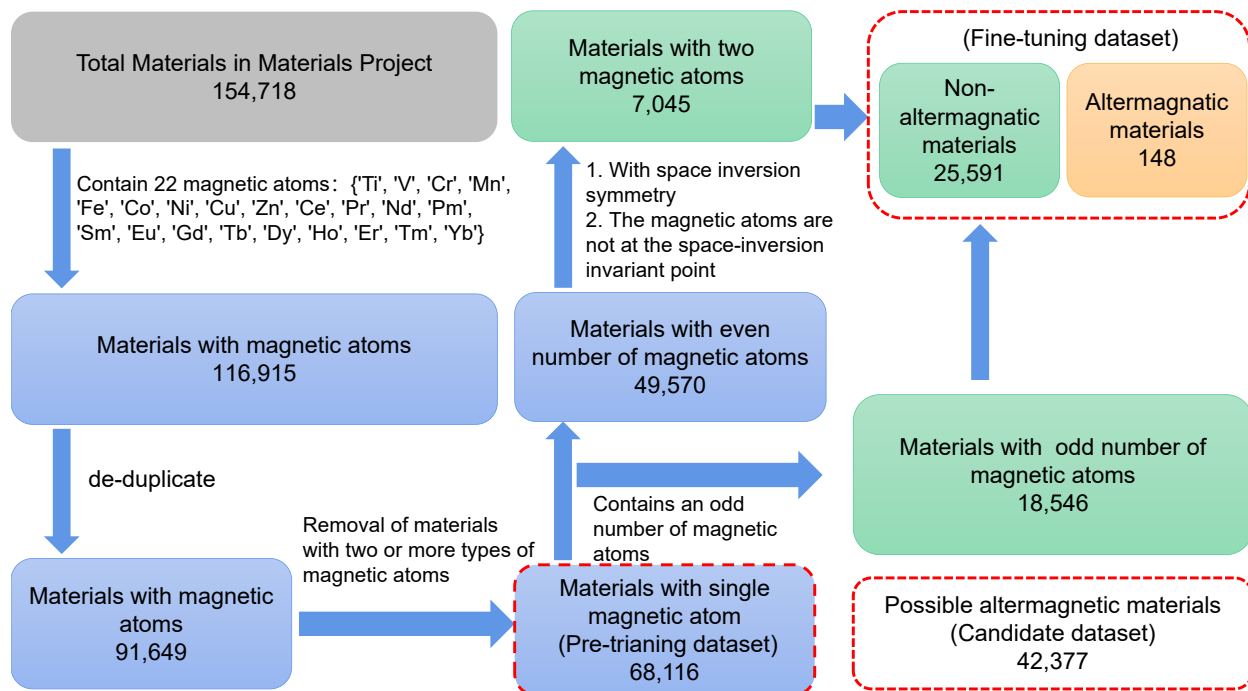 Total Materials in Materials Project
154,718
Contain 22 magnetic atoms：{'Ti', 'V', 'Cr', 'Mn',
'Fe', 'Co', 'Ni', 'Cu', 'Zn', 'Ce', 'Pr', 'Nd', 'Pm',
'Sm', 'Eu', 'Gd', 'Tb', 'Dy', 'Ho', 'Er', 'Tm', 'Yb'}
Materials with magnetic atoms
116,915
de-duplicate
Materials with magnetic
atoms
91,649
Removal of materials
with two or more types of
magnetic atoms
Materials with single
magnetic atom
(Pre-trianing dataset)
68,116
Contains an odd
number of magnetic
atoms
Materials with even
number of magnetic atoms
49,570
1. With space inversion
symmetry
2. The magnetic atoms are
not at the space-inversion
invariant point
Materials with two
magnetic atoms
7,045
(Fine-tuning dataset)
Non-
altermagnetic
materials
25,591
Altermagnatic
materials
148
Materials with  odd number of
magnetic atoms
18,546
Possible altermagnetic materials
(Candidate dataset)
42,377